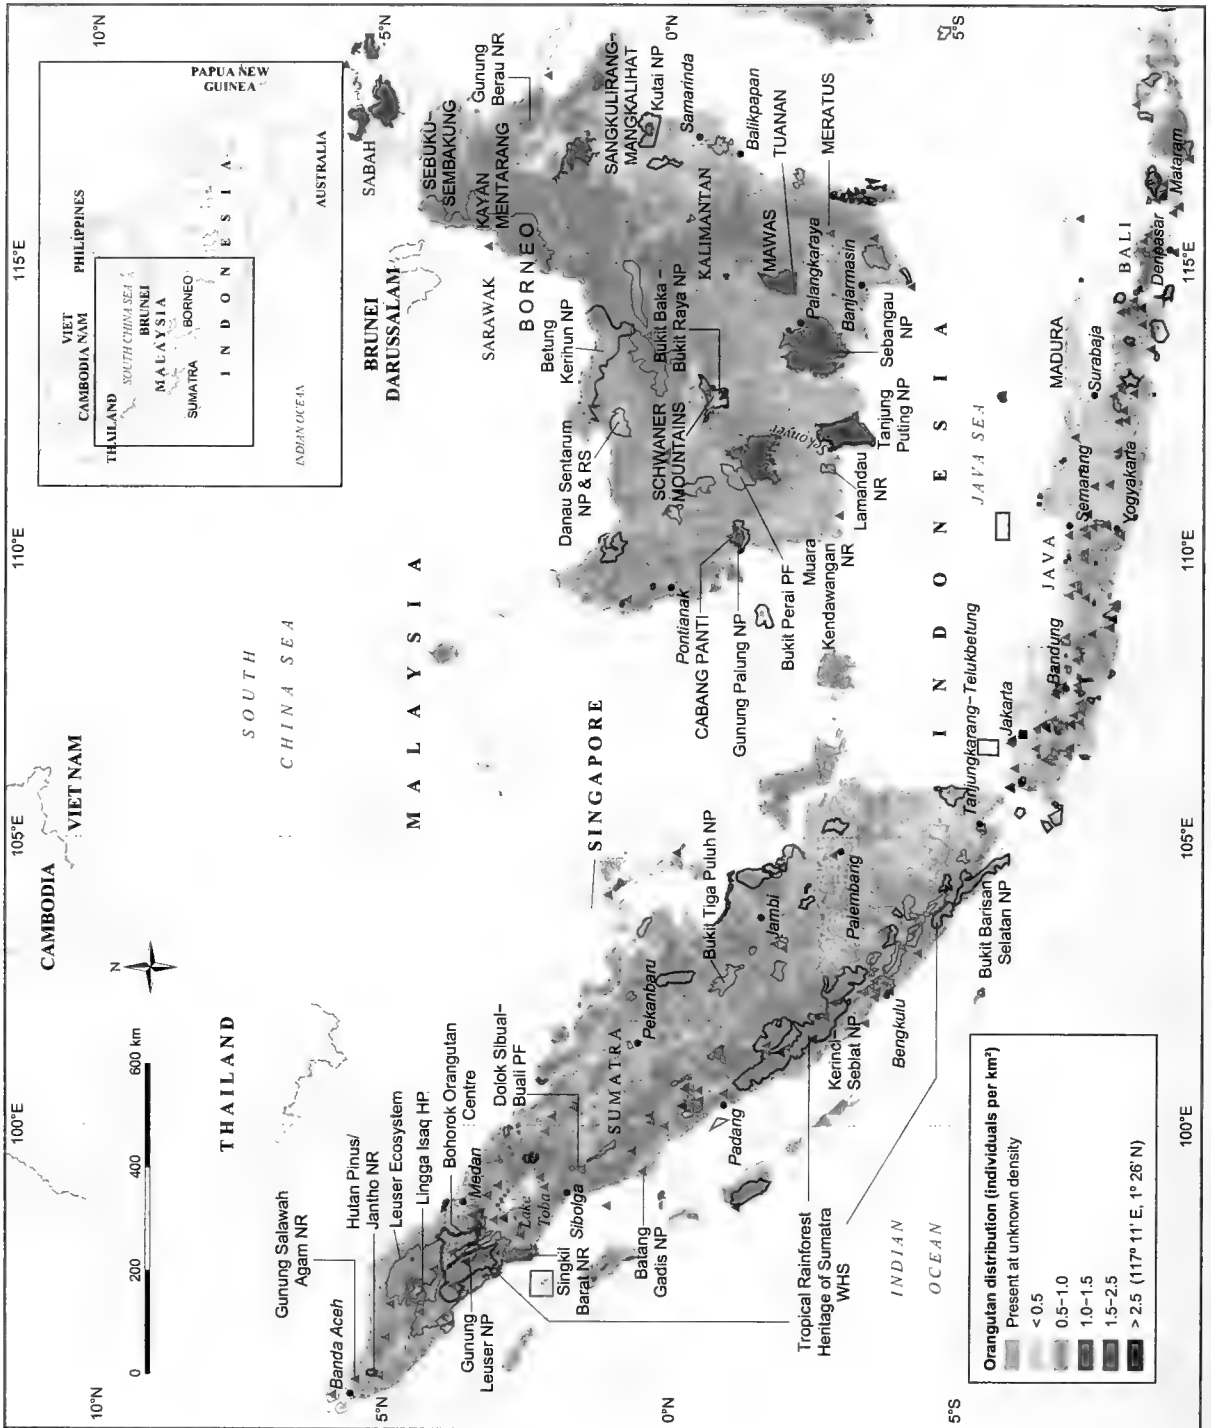 10°N
5°N
0°N
5°S
100°E
105°E
110°E
115°E
CAMBODIA
VIET NAM
THAILAND
SOUTH
CHINA SEA
MALAYSIA
SINGAPORE
BRUNEI
DARUSSALAM
INDONESIA
JAVA SEA
INDIAN
OCEAN
N
0
200
400
600 km
VIET
CAMBODIA NAM
PHILIPPINES
THAILAND
SOUTH CHINA SEA
BRUNEI
MALAYSIA
SUMATRA
BORNEO
INDONESIA
INDIAN OCEAN
AUSTRALIA
PAPUA NEW
GUINEA
Banda Aceh
Gunung Salawah
Agam NR
Hutan Pinus/
Jantho NR
Leuser Ecosystem
Lingga Isaq HP
Bohorok Orangutan
Centre
Medan
Gunung
Leuser NP
Singkil
Barat NR
Lake
Toba
Sibolga
Dolok Sibual-
Buali PF
Batang
Gadis NP
SUMATRA
Pekanbaru
Padang
Bukit Tiga Puluh NP
Jambi
Palembang
Kerinci-
Seblat NP
Bengkulu
Tropical Rainforest
Heritage of Sumatra
WHS
Bukit Barisan
Selatan NP
Tanjungkarang-Telukbetung
Jakarta
Bandung
JAVA
Semarang
Yogyakarta
MADURA
Surabaja
BALI
Denpasar
Mataram
SABAH
SEBUKU-
SEMBAKUNG
KAYAN
MENTARANG
Gunung
Berau NR
SANGKULIRANG-
MANGKALIHAT
Kutai NP
Samarinda
Balikpapan
TUANAN
MERATUS
SARAWAK
BORNEO
Betung
Kerihun NP
KALIMANTAN
Bukit Baka-
Bukit Raya NP
MAWAS
Palangkaraya
Banjarmasin
Sebangau
NP
Danau Sentarum
NP & RS
SCHWANER
MOUNTAINS
Sekonyer
Tanjung
Puting NP
Lamandau
NR
Pontianak
CABANG PANTI
Gunung Palung NP
Bukit Perai PF
Muara
Kendawangan
NR
Orangutan distribution (individuals per km²)
Present at unknown density
< 0.5
0.5–1.0
1.0–1.5
1.5–2.5
> 2.5 (117° 11' E, 1° 26' N)
10°N
5°N
0°N
5°S
100°E
105°E
110°E
115°E